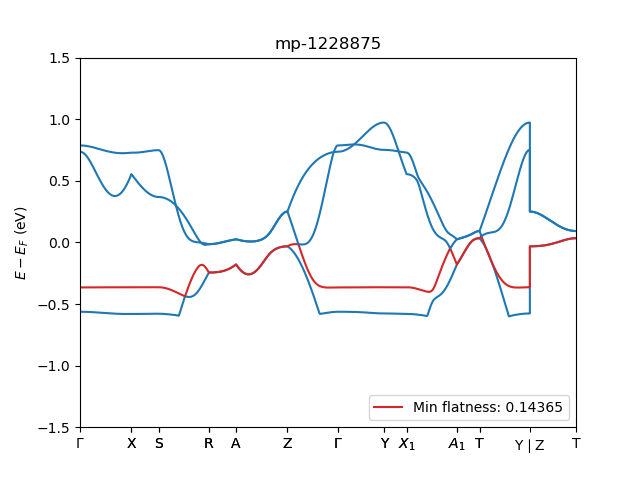 mp-1228875
E − E_F (eV)
1.5
1.0
0.5
0.0
−0.5
−1.0
−1.5
Min flatness: 0.14365
Γ X S R A Z Γ Y X₁ A₁ T Y | Z T